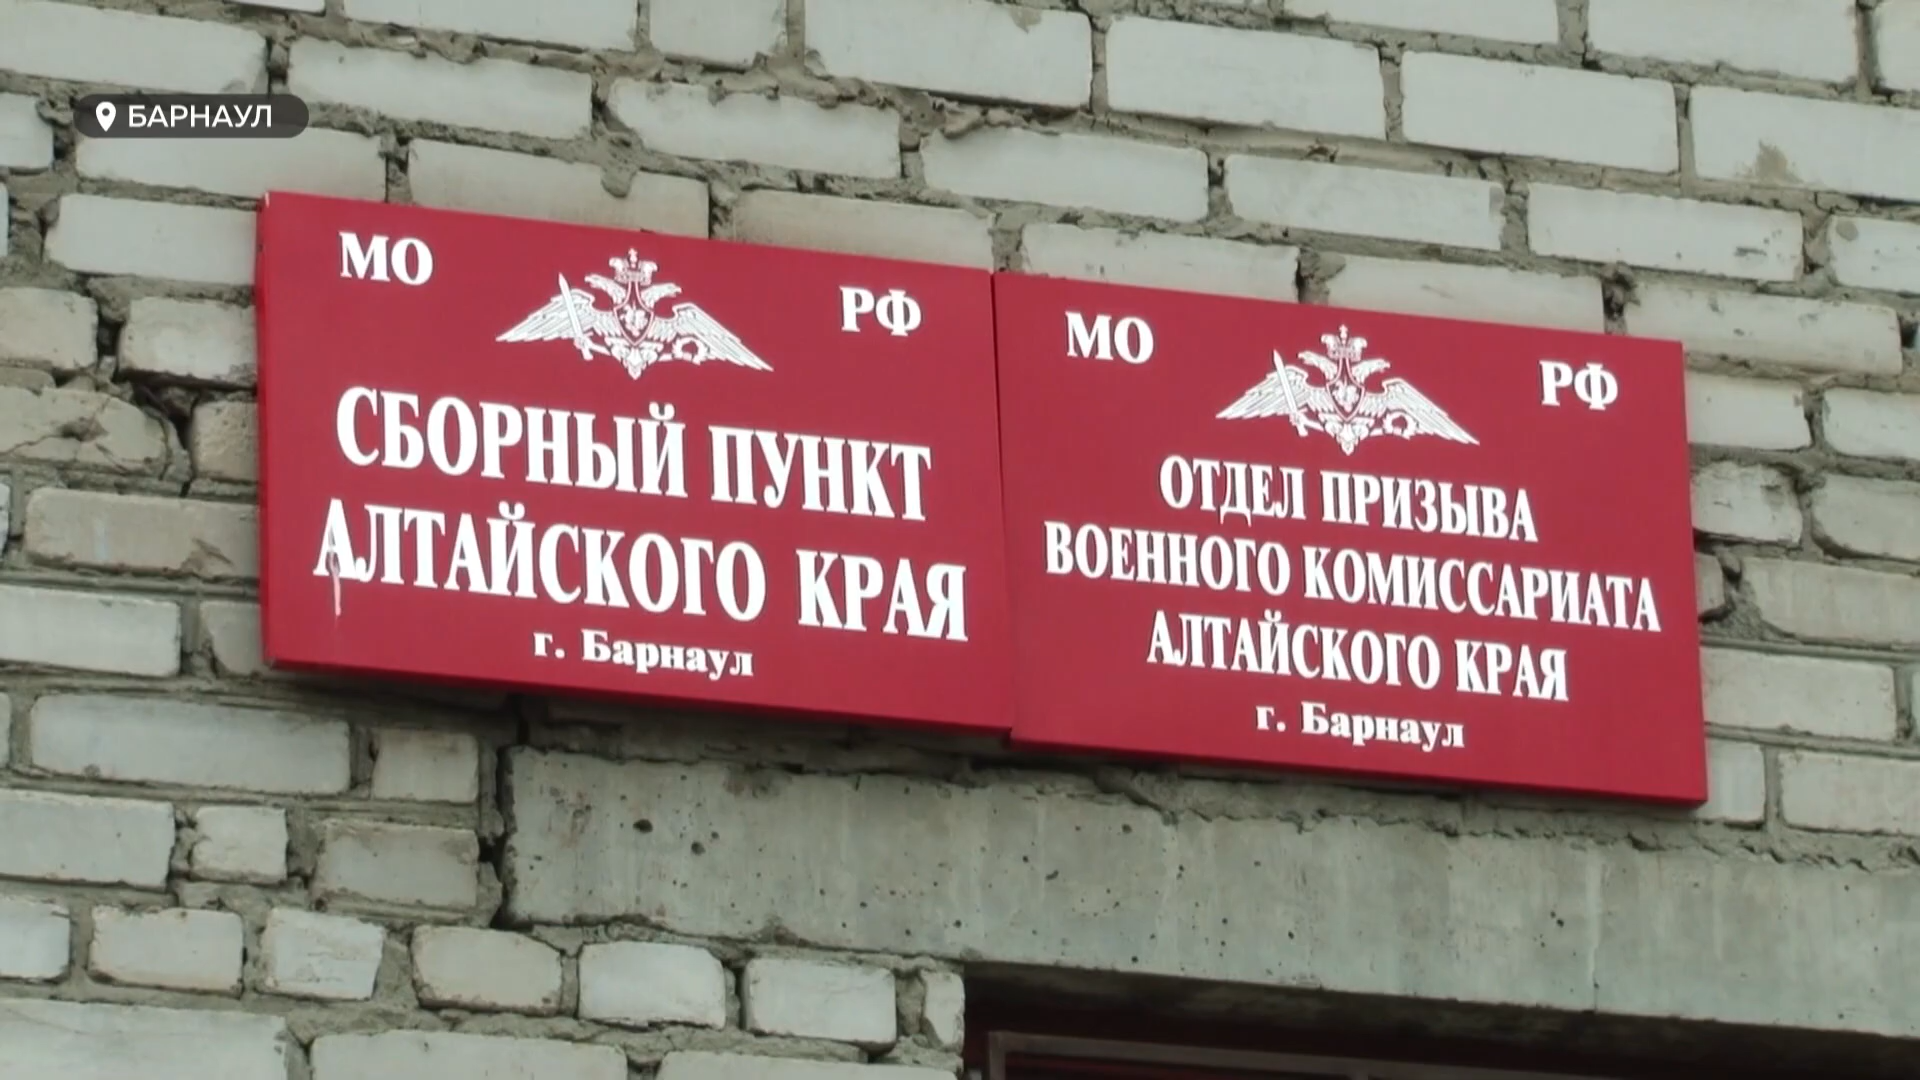 БАРНАУЛ
МО РФ
СБОРНЫЙ ПУНКТ
АЛТАЙСКОГО КРАЯ
г. Барнаул
МО РФ
ОТДЕЛ ПРИЗЫВА
ВОЕННОГО КОМИССАРИАТА
АЛТАЙСКОГО КРАЯ
г. Барнаул